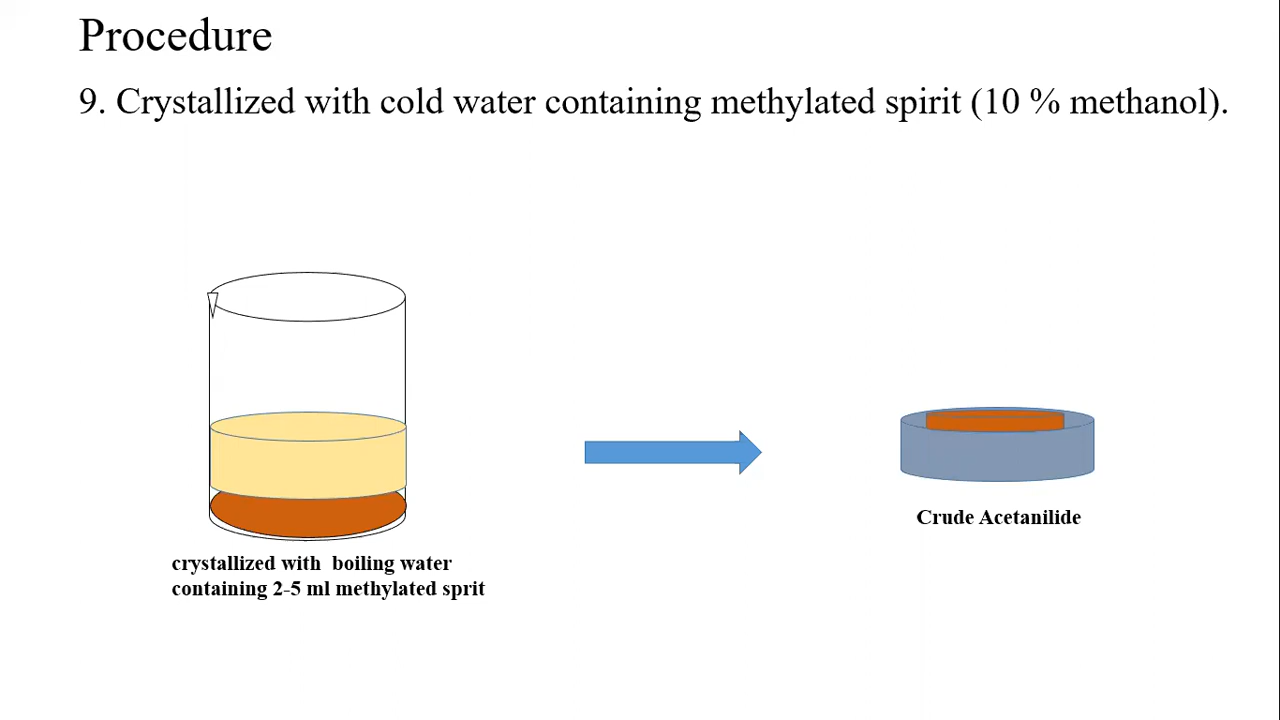 Procedure
9. Crystallized with cold water containing methylated spirit (10 % methanol).
Crude Acetanilide
crystallized with  boiling water
containing 2-5 ml methylated sprit